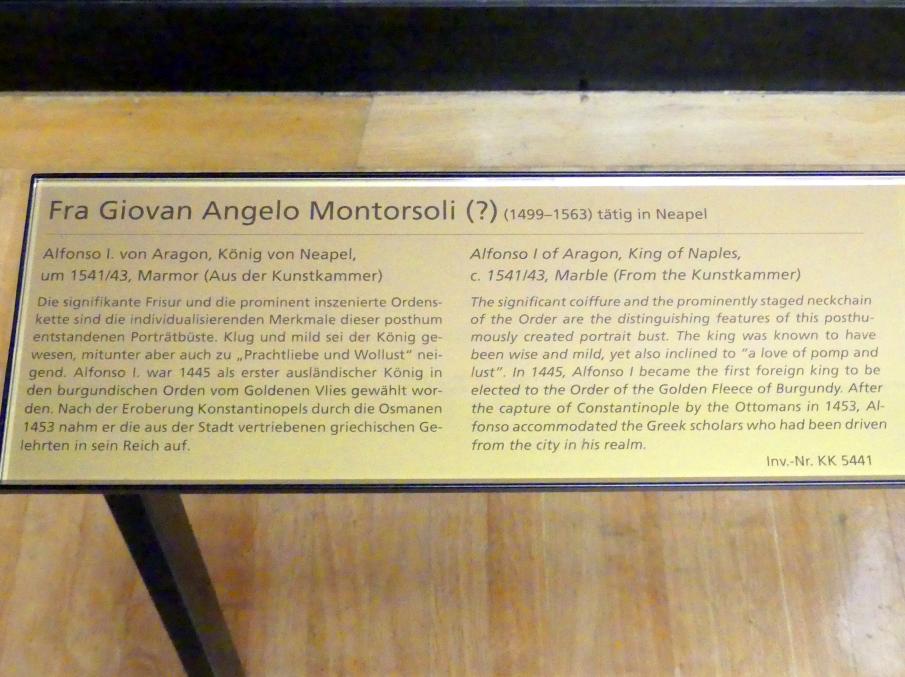 Fra Giovan Angelo Montorsoli (?) (1499–1563) tätig in Neapel
Alfonso I. von Aragon, König von Neapel,
um 1541/43, Marmor (Aus der Kunstkammer)
Die signifikante Frisur und die prominent inszenierte Ordens-
kette sind die individualisierenden Merkmale dieser posthum
entstandenen Porträtbüste. Klug und mild sei der König ge-
wesen, mitunter aber auch zu „Prachtliebe und Wollust“ nei-
gend. Alfonso I. war 1445 als erster ausländischer König in
den burgundischen Orden vom Goldenen Vlies gewählt wor-
den. Nach der Eroberung Konstantinopels durch die Osmanen
1453 nahm er die aus der Stadt vertriebenen griechischen Ge-
lehrten in sein Reich auf.
Alfonso I of Aragon, King of Naples,
c. 1541/43, Marble (From the Kunstkammer)
The significant coiffure and the prominently staged neckchain
of the Order are the distinguishing features of this posthu-
mously created portrait bust. The king was known to have
been wise and mild, yet also inclined to “a love of pomp and
lust”. In 1445, Alfonso I became the first foreign king to be
elected to the Order of the Golden Fleece of Burgundy. After
the capture of Constantinople by the Ottomans in 1453, Al-
fonso accommodated the Greek scholars who had been driven
from the city in his realm.
Inv.-Nr. KK 5441